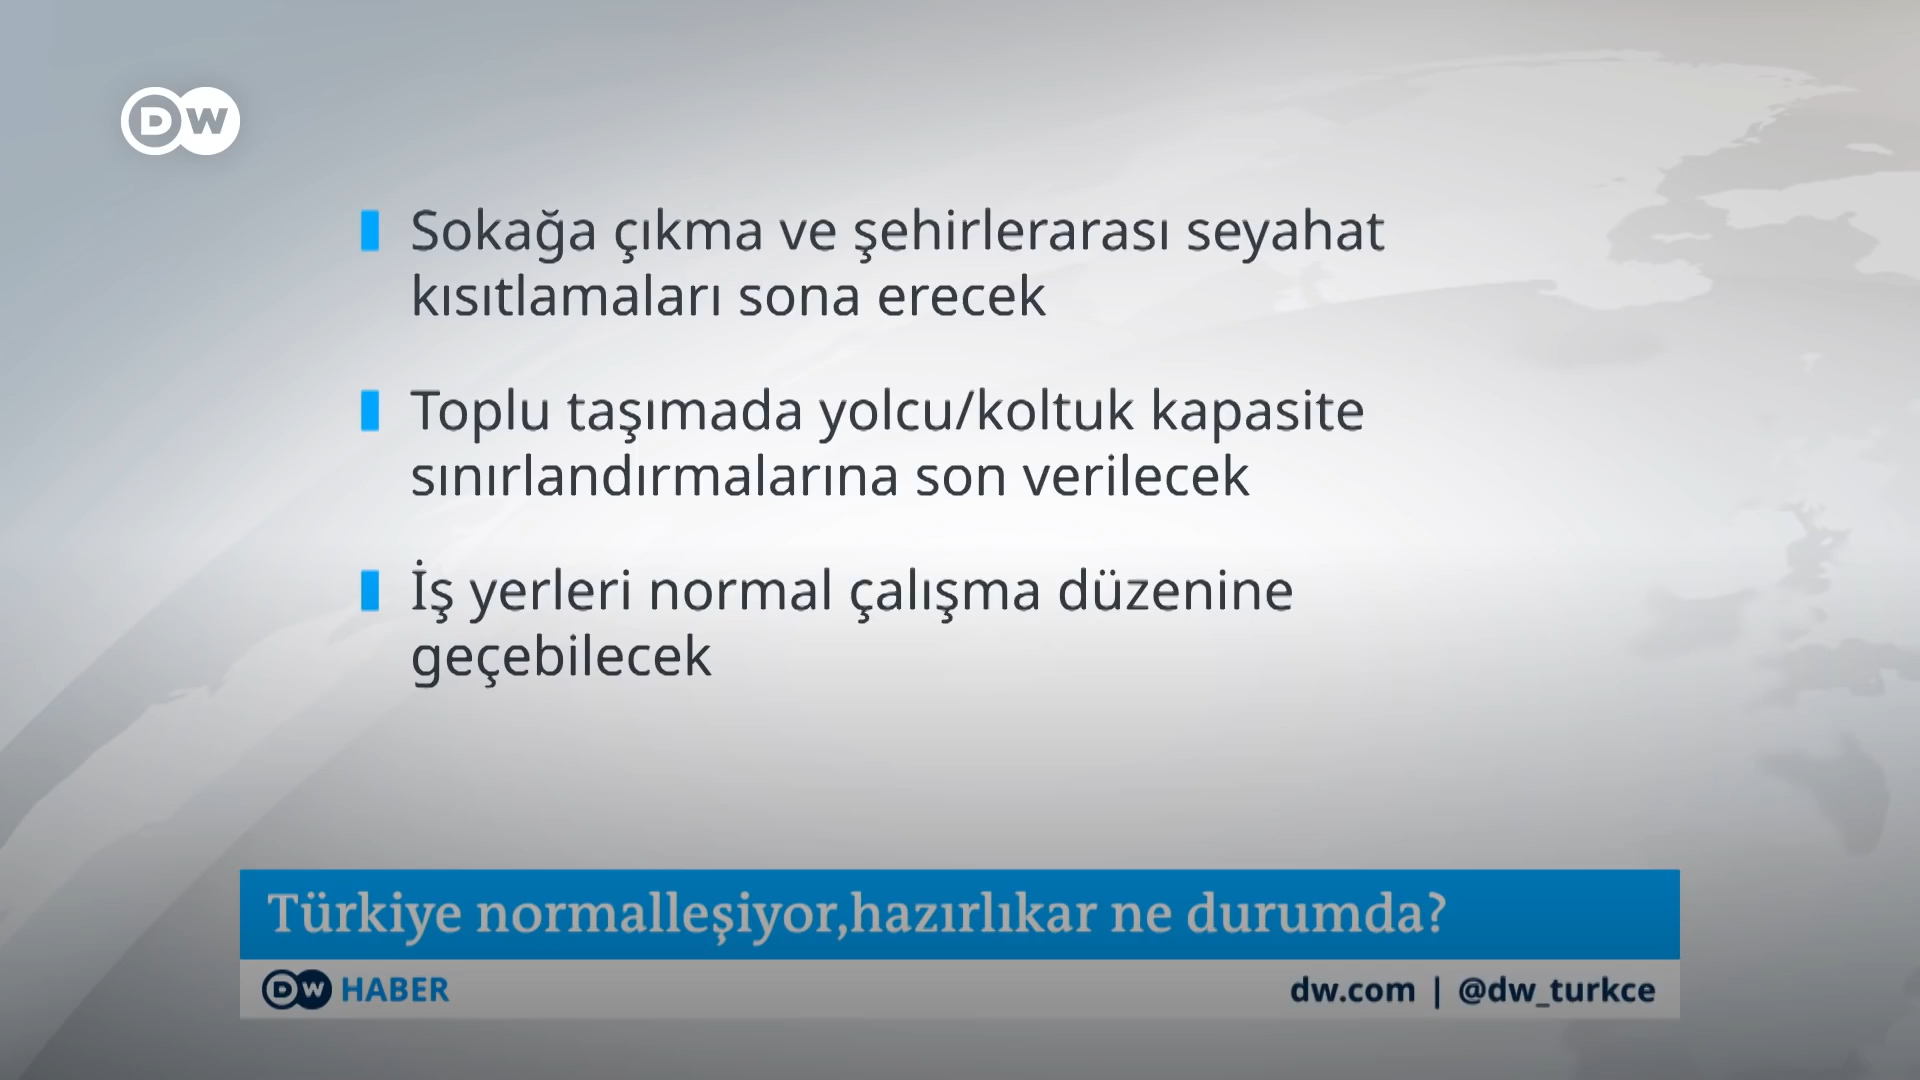 DW
Sokağa çıkma ve şehirlerarası seyahat
kısıtlamaları sona erecek
Toplu taşımada yolcu/koltuk kapasite
sınırlandırmalarına son verilecek
İş yerleri normal çalışma düzenine
geçebilecek
Türkiye normalleşiyor,hazırlıkar ne durumda?
DW HABER
dw.com | @dw_turkce